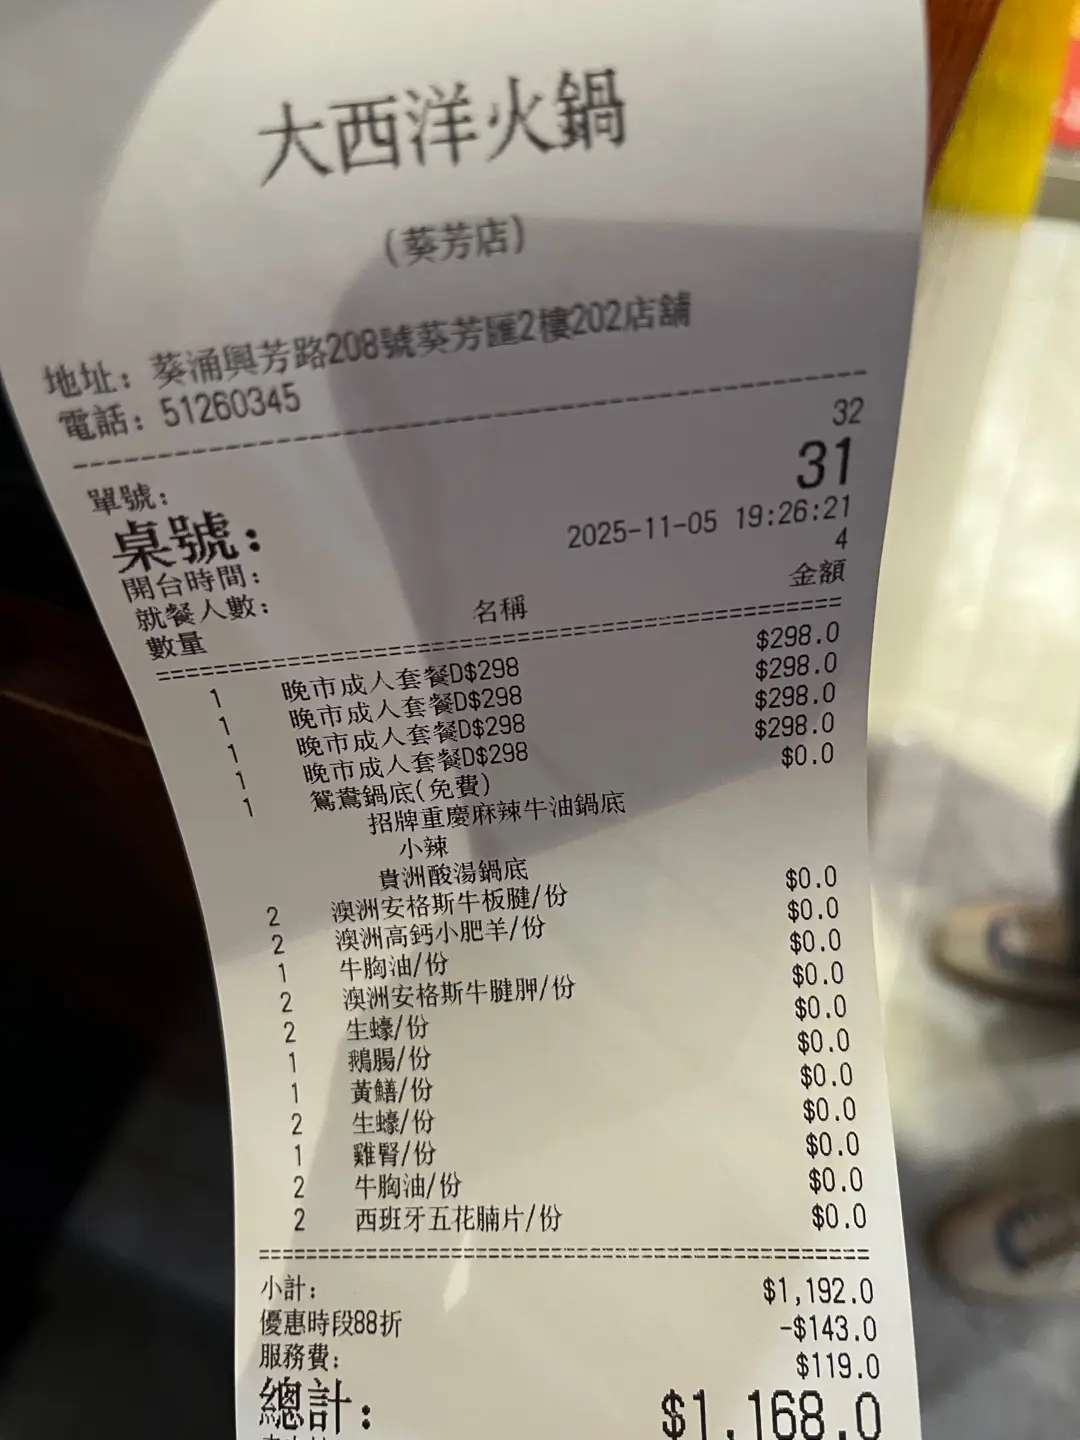 大西洋火鍋
(葵芳店)
地址: 葵涌興芳路208號葵芳匯2樓202店舖
電話: 51260345
單號: 32
桌號: 31
開台時間: 2025-11-05 19:26:21
就餐人數: 4
數量 名稱 金額
1 晚市成人套餐D$298 $298.0
1 晚市成人套餐D$298 $298.0
1 晚市成人套餐D$298 $298.0
1 晚市成人套餐D$298 $298.0
1 鴛鴦鍋底(免費) $0.0
招牌重慶麻辣牛油鍋底
小辣
貴洲酸湯鍋底
2 澳洲安格斯牛板腱/份 $0.0
2 澳洲高鈣小肥羊/份 $0.0
1 牛胸油/份 $0.0
2 澳洲安格斯牛腱胛/份 $0.0
2 生蠔/份 $0.0
1 鵝腸/份 $0.0
1 黃鱔/份 $0.0
2 生蠔/份 $0.0
1 雞腎/份 $0.0
2 牛胸油/份 $0.0
2 西班牙五花腩片/份 $0.0
小計: $1,192.0
優惠時段88折 -$143.0
服務費: $119.0
總計: $1,168.0